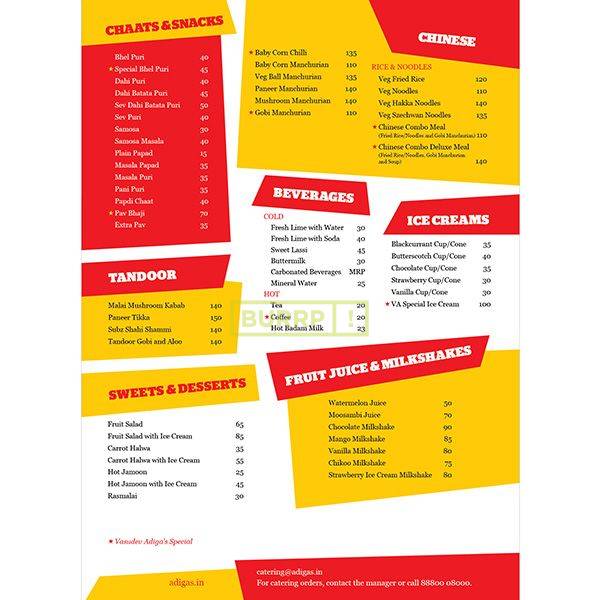 CHAATS & SNACKS
Bhel Puri 40
★ Special Bhel Puri 45
Dahi Puri 40
Dahi Batata Puri 45
Sev Dahi Batata Puri 50
Sev Puri 40
Samosa 30
Samosa Masala 40
Plain Papad 15
Masala Papad 35
Masala Puri 35
Pani Puri 35
Papdi Chaat 40
★ Pav Bhaji 70
Extra Pav 35
★ Baby Corn Chilli 135
Baby Corn Manchurian 110
Veg Ball Manchurian 135
Paneer Manchurian 140
Mushroom Manchurian 140
★ Gobi Manchurian 110
CHINESE
RICE & NOODLES
Veg Fried Rice 120
Veg Noodles 110
Veg Hakka Noodles 140
Veg Szechwan Noodles 135
★ Chinese Combo Meal
(Fried Rice/Noodles and Gobi Manchurian) 110
★ Chinese Combo Deluxe Meal
(Fried Rice/Noodles, Gobi Manchurian
and Soup) 140
TANDOOR
Malai Mushroom Kabab 140
Paneer Tikka 150
Subz Shahi Shammi 140
Tandoor Gobi and Aloo 140
BEVERAGES
COLD
Fresh Lime with Water 30
Fresh Lime with Soda 40
Sweet Lassi 45
Buttermilk 30
Carbonated Beverages MRP
Mineral Water 25
HOT
Tea 20
★ Coffee 20
Hot Badam Milk 23
BURRP!
ICE CREAMS
Blackcurrant Cup/Cone 35
Butterscotch Cup/Cone 40
Chocolate Cup/Cone 35
Strawberry Cup/Cone 30
Vanilla Cup/Cone 30
★ VA Special Ice Cream 100
SWEETS & DESSERTS
Fruit Salad 65
Fruit Salad with Ice Cream 85
Carrot Halwa 35
Carrot Halwa with Ice Cream 55
Hot Jamoon 25
Hot Jamoon with Ice Cream 45
Rasmalai 30
FRUIT JUICE & MILKSHAKES
Watermelon Juice 50
Moosambi Juice 70
Chocolate Milkshake 90
Mango Milkshake 85
Vanilla Milkshake 80
Chikoo Milkshake 75
Strawberry Ice Cream Milkshake 80
★ Vasudev Adiga's Special
adigas.in
catering@adigas.in
For catering orders, contact the manager or call 88800 08000.